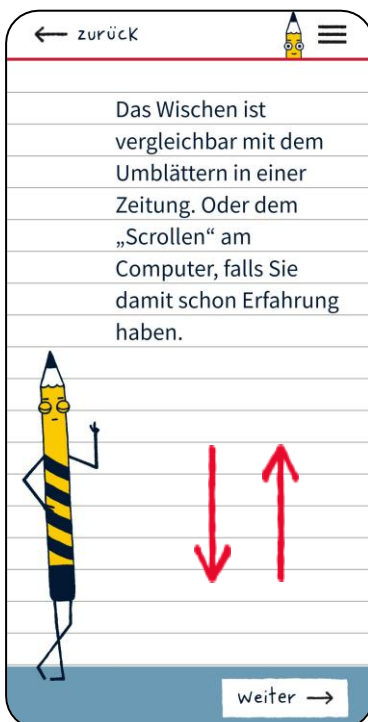 zurück
Das Wischen ist
vergleichbar mit dem
Umblättern in einer
Zeitung. Oder dem
„Scrollen“ am
Computer, falls Sie
damit schon Erfahrung
haben.
weiter